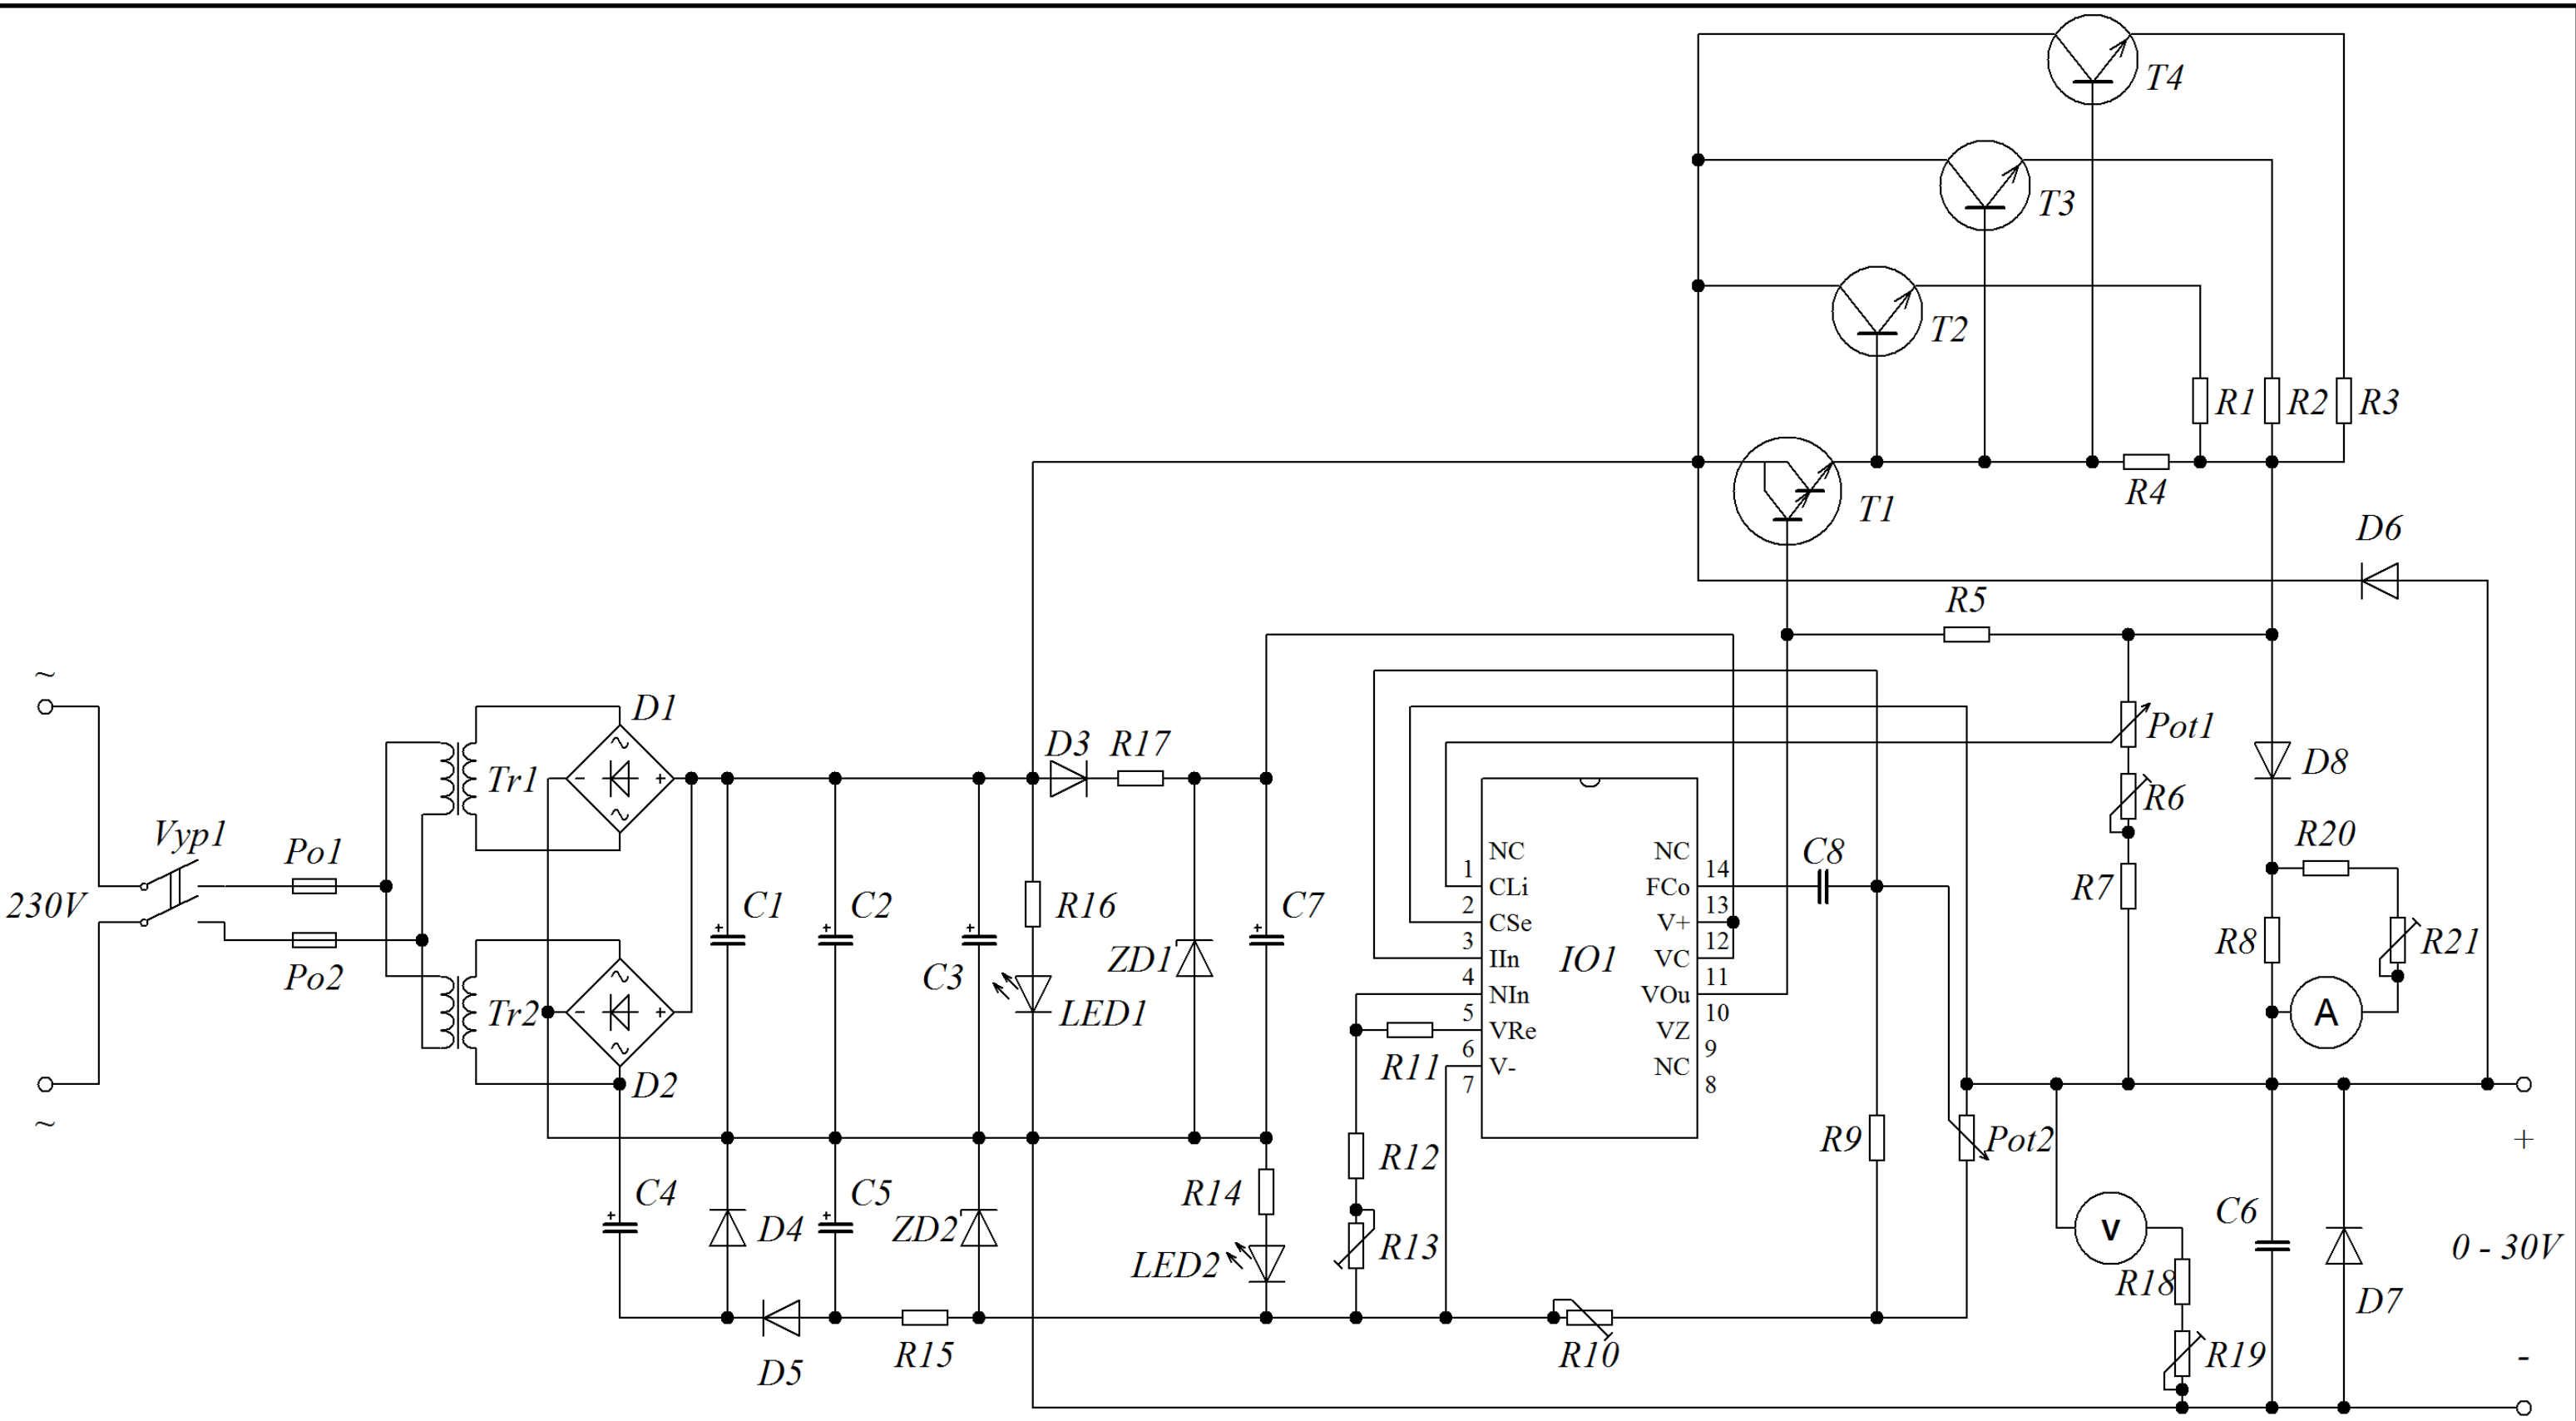 T4
T3
T2
R1 R2 R3
T1
R4
D6
R5
~
D1
Pot1
D3 R17
D8
Tr1
R6
~ ~
- +
Vyp1
Po1
R20
C8
NC NC
1 14
230V
C1 C2 R16 C7
CLi FCo
R7
2 13
CSe V+
R8 R21
3 12
Po2
C3
ZD1
IIn IO1 VC
4 11
NIn VOu
Tr2
- +
~ ~
LED1
5 10
A
VRe VZ
R11
6 9
V- NC
7 8
D2
~
R9
Pot2
+
R12
C4 C5
R14
C6
D4
ZD2
V
R13
LED2
0 - 30V
R18
D7
R15
R10
R19
-
D5
+ + + + + +